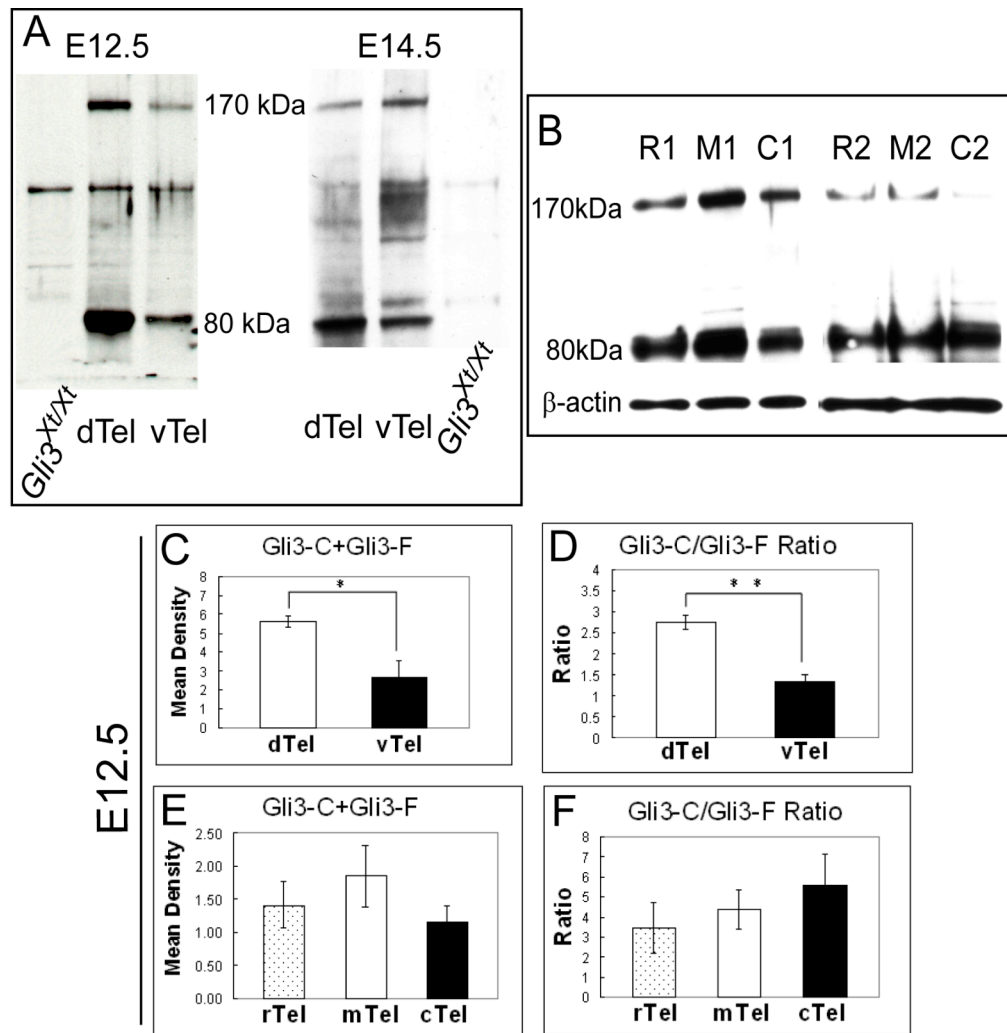 A
E12.5 E14.5
170 kDa
80 kDa
Gli3Xt/Xt dTel vTel
dTel vTel Gli3Xt/Xt
B
R1 M1 C1 R2 M2 C2
170kDa
80kDa
β-actin
E12.5
C
Gli3-C+Gli3-F
Mean Density
8
7
6
5
4
3
2
1
0
*
dTel vTel
D
Gli3-C/Gli3-F Ratio
Ratio
4
3.5
3
2.5
2
1.5
1
0.5
0
* *
dTel vTel
E
Gli3-C+Gli3-F
Mean Density
2.50
2.00
1.50
1.00
0.50
0.00
rTel mTel cTel
F
Gli3-C/Gli3-F Ratio
Ratio
8
7
6
5
4
3
2
1
0
rTel mTel cTel